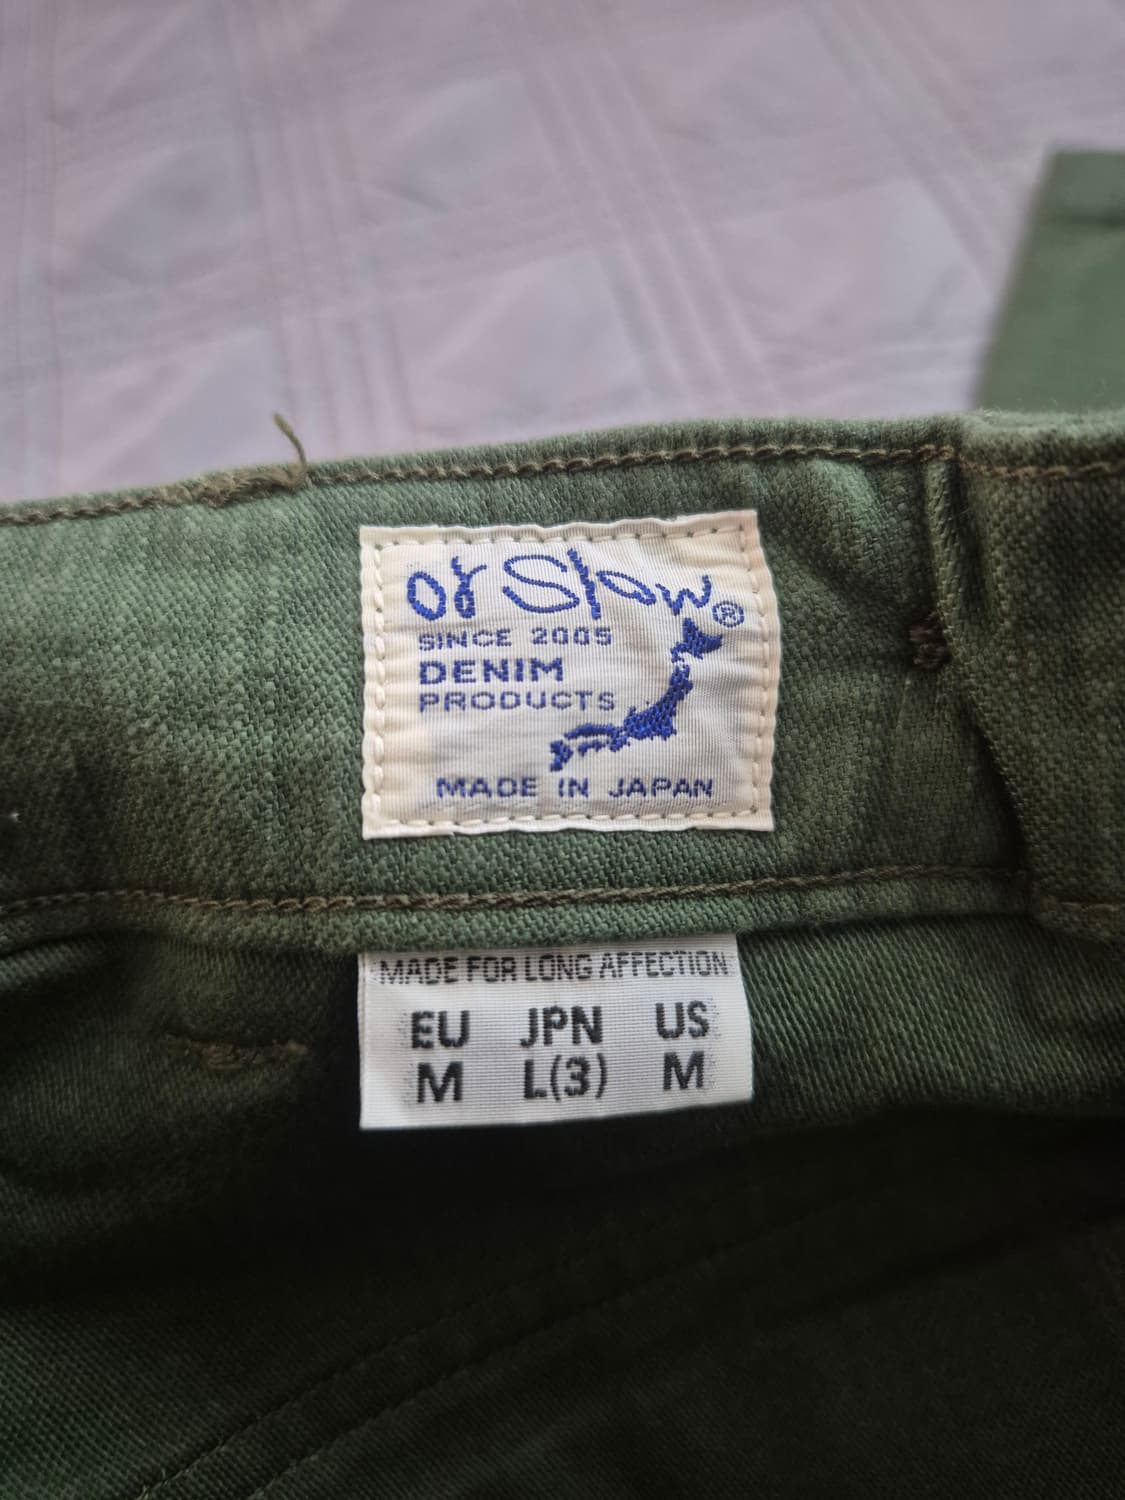 or Slow®
SINCE 2005
DENIM
PRODUCTS
MADE IN JAPAN
MADE FOR LONG AFFECTION
EU JPN US
M L(3) M